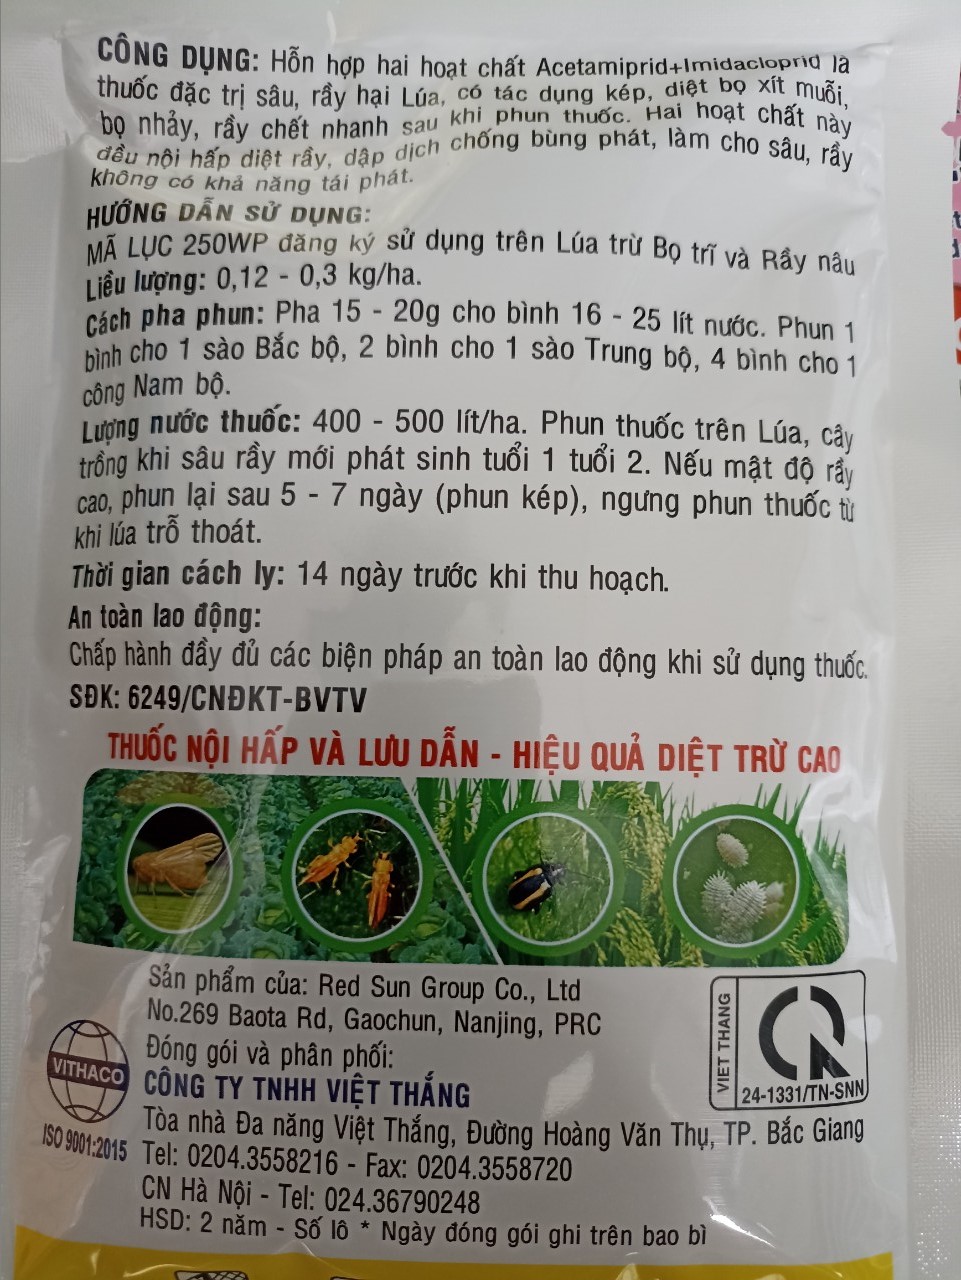 CÔNG DỤNG: Hỗn hợp hai hoạt chất Acetamiprid+Imidacloprid là
thuốc đặc trị sâu, rầy hại Lúa, có tác dụng kép, diệt bọ xít muỗi,
bọ nhảy, rầy chết nhanh sau khi phun thuốc. Hai hoạt chất này
đều nội hấp diệt rầy, dập dịch chống bùng phát, làm cho sâu, rầy
không có khả năng tái phát.
HƯỚNG DẪN SỬ DỤNG:
MÃ LỤC 250WP đăng ký sử dụng trên Lúa trừ Bọ trĩ và Rầy nâu
Liều lượng: 0,12 - 0,3 kg/ha.
Cách pha phun: Pha 15 - 20g cho bình 16 - 25 lít nước. Phun 1
bình cho 1 sào Bắc bộ, 2 bình cho 1 sào Trung bộ, 4 bình cho 1
công Nam bộ.
Lượng nước thuốc: 400 - 500 lít/ha. Phun thuốc trên Lúa, cây
trồng khi sâu rầy mới phát sinh tuổi 1 tuổi 2. Nếu mật độ rầy
cao, phun lại sau 5 - 7 ngày (phun kép), ngưng phun thuốc từ
khi lúa trỗ thoát.
Thời gian cách ly: 14 ngày trước khi thu hoạch.
An toàn lao động:
Chấp hành đầy đủ các biện pháp an toàn lao động khi sử dụng thuốc.
SĐK: 6249/CNĐKT-BVTV
THUỐC NỘI HẤP VÀ LƯU DẪN - HIỆU QUẢ DIỆT TRỪ CAO
Sản phẩm của: Red Sun Group Co., Ltd
No.269 Baota Rd, Gaochun, Nanjing, PRC
Đóng gói và phân phối:
CÔNG TY TNHH VIỆT THẮNG
Tòa nhà Đa năng Việt Thắng, Đường Hoàng Văn Thụ, TP. Bắc Giang
Tel: 0204.3558216 - Fax: 0204.3558720
CN Hà Nội - Tel: 024.36790248
HSD: 2 năm - Số lô * Ngày đóng gói ghi trên bao bì
VITHACO
ISO 9001:2015
VIET THANG
24-1331/TN-SNN